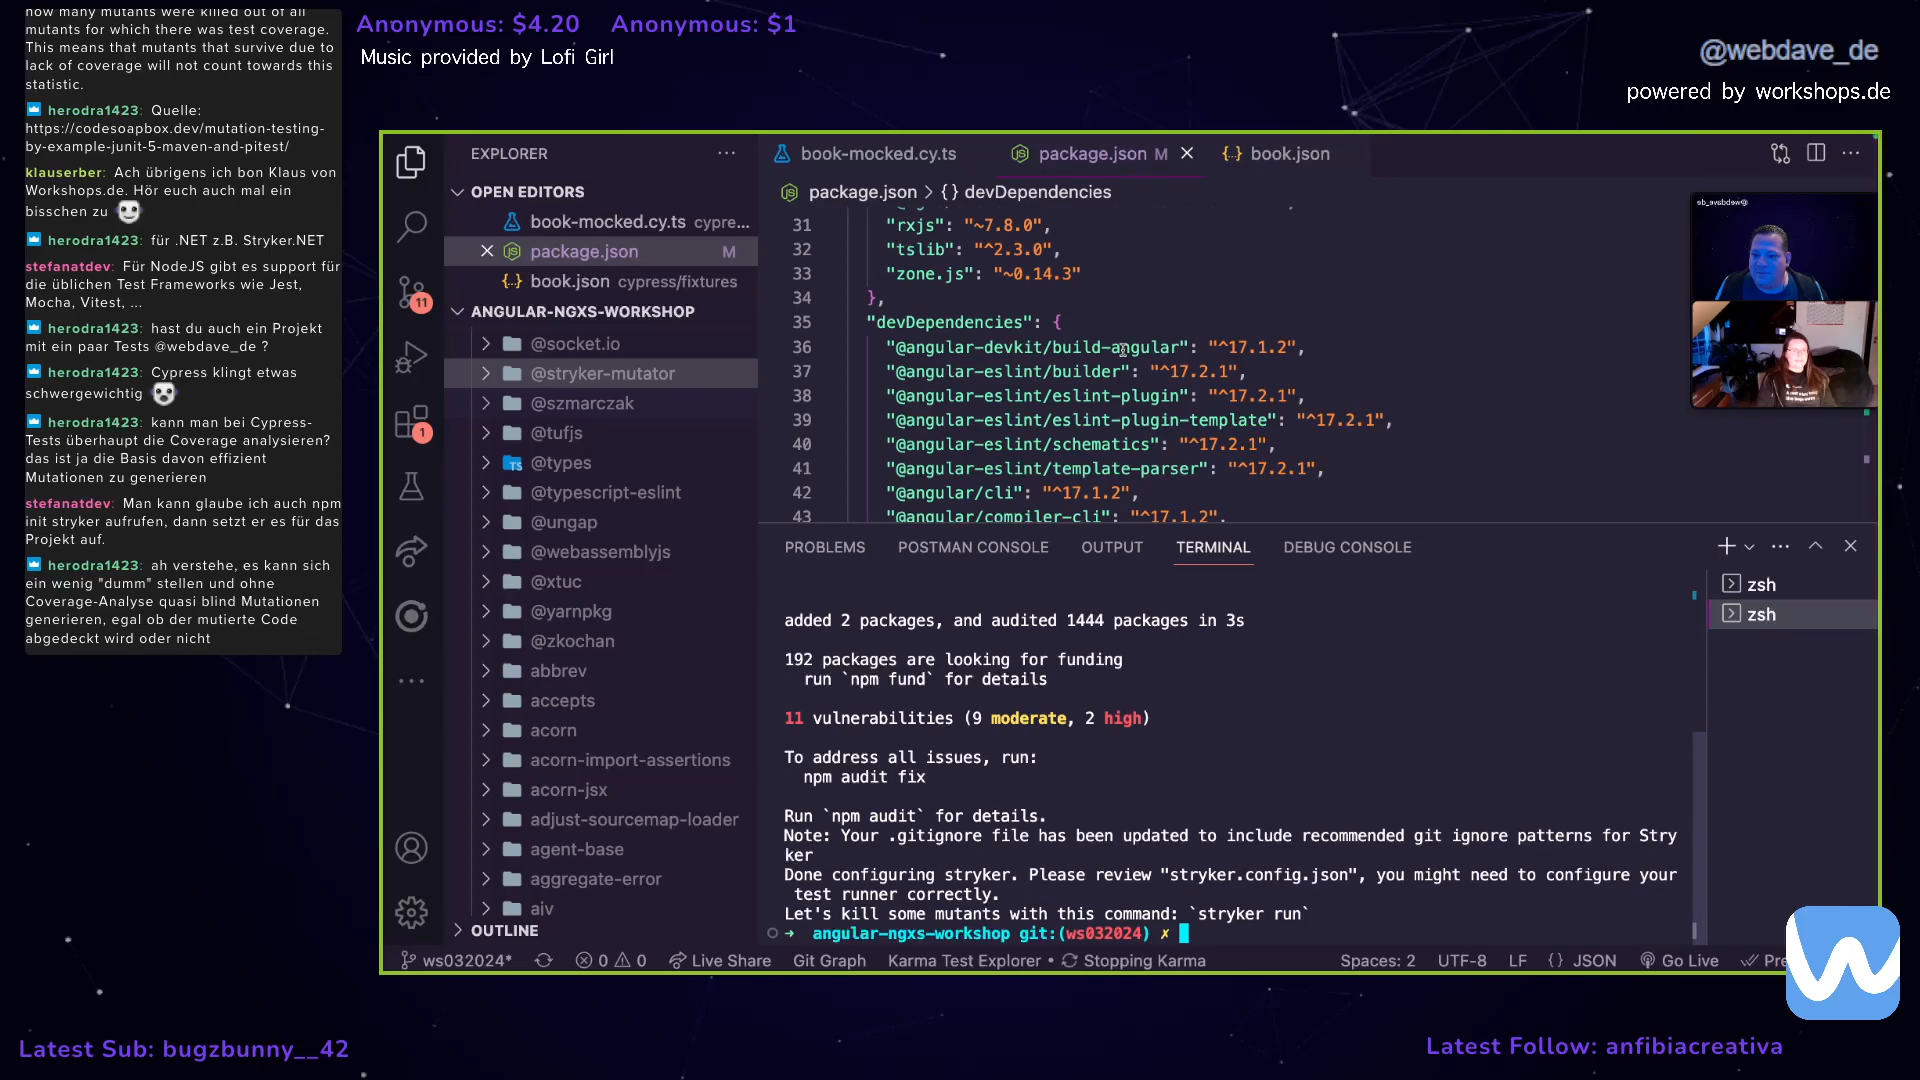 now many mutants were killed out of all
mutants for which there was test coverage.
This means that mutants that survive due to
lack of coverage will not count towards this
statistic.
herodra1423: Quelle:
https://codesoapbox.dev/mutation-testing-
by-example-junit-5-maven-and-pitest/
klauserber: Ach übrigens ich bon Klaus von
Workshops.de. Hör euch auch mal ein
bisschen zu
herodra1423: für .NET z.B. Stryker.NET
stefanatdev: Für NodeJS gibt es support für
die üblichen Test Frameworks wie Jest,
Mocha, Vitest, ...
herodra1423: hast du auch ein Projekt
mit ein paar Tests @webdave_de ?
herodra1423: Cypress klingt etwas
schwergewichtig
herodra1423: kann man bei Cypress-
Tests überhaupt die Coverage analysieren?
das ist ja die Basis davon effizient
Mutationen zu generieren
stefanatdev: Man kann glaube ich auch npm
init stryker aufrufen, dann setzt er es für das
Projekt auf.
herodra1423: ah verstehe, es kann sich
ein wenig "dumm" stellen und ohne
Coverage-Analyse quasi blind Mutationen
generieren, egal ob der mutierte Code
abgedeckt wird oder nicht
Anonymous: $4.20 Anonymous: $1
Music provided by Lofi Girl
@webdave_de
powered by workshops.de
EXPLORER
OPEN EDITORS
book-mocked.cy.ts cypre...
package.json M
book.json cypress/fixtures
ANGULAR-NGXS-WORKSHOP
@socket.io
@stryker-mutator
@szmarczak
@tufjs
@types
@typescript-eslint
@ungap
@webassemblyjs
@xtuc
@yarnpkg
@zkochan
abbrev
accepts
acorn
acorn-import-assertions
acorn-jsx
adjust-sourcemap-loader
agent-base
aggregate-error
ajv
OUTLINE
11
1
book-mocked.cy.ts package.json M book.json
package.json > {} devDependencies
31 "rxjs": "~7.8.0",
32 "tslib": "^2.3.0",
33 "zone.js": "~0.14.3"
34 },
35 "devDependencies": {
36 "@angular-devkit/build-angular": "^17.1.2",
37 "@angular-eslint/builder": "^17.2.1",
38 "@angular-eslint/eslint-plugin": "^17.2.1",
39 "@angular-eslint/eslint-plugin-template": "^17.2.1",
40 "@angular-eslint/schematics": "^17.2.1",
41 "@angular-eslint/template-parser": "^17.2.1",
42 "@angular/cli": "^17.1.2",
43 "@angular/compiler-cli": "^17.1.2",
@webdave_de
PROBLEMS POSTMAN CONSOLE OUTPUT TERMINAL DEBUG CONSOLE
zsh
zsh
added 2 packages, and audited 1444 packages in 3s
192 packages are looking for funding
run `npm fund` for details
11 vulnerabilities (9 moderate, 2 high)
To address all issues, run:
npm audit fix
Run `npm audit` for details.
Note: Your .gitignore file has been updated to include recommended git ignore patterns for Stry
ker
Done configuring stryker. Please review "stryker.config.json", you might need to configure your
test runner correctly.
Let's kill some mutants with this command: `stryker run`
➜ angular-ngxs-workshop git:(ws032024) ✗
ws032024* 0 0 Live Share Git Graph Karma Test Explorer • Stopping Karma Spaces: 2 UTF-8 LF {} JSON Go Live Pre
Latest Sub: bugzbunny__42
Latest Follow: anfibiacreativa